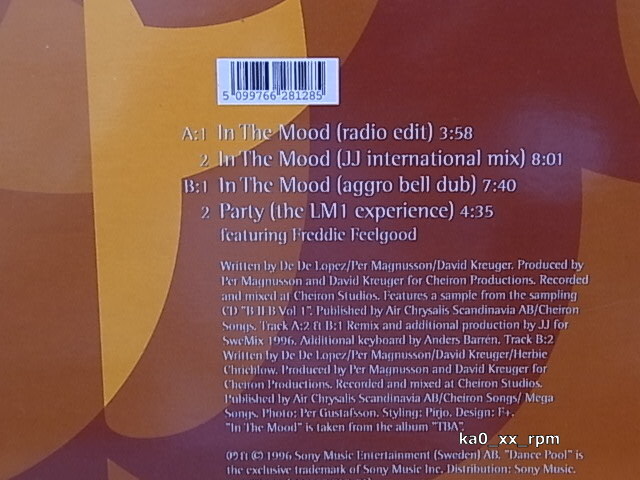 5 099766 281285
A:1 In The Mood (radio edit) 3:58
2 In The Mood (JJ international mix) 8:01
B:1 In The Mood (aggro bell dub) 7:40
2 Party (the LM1 experience) 4:35
featuring Freddie Feelgood
Written by De De Lopez/Per Magnusson/David Kreuger. Produced by
Per Magnusson and David Kreuger for Cheiron Productions. Recorded
and mixed at Cheiron Studios. Features a sample from the sampling
CD "B II B Vol 1". Published by Air Chrysalis Scandinavia AB/Cheiron
Songs. Track A:2 & B:1 Remix and additional production by JJ for
SweMix 1996. Additional keyboard by Anders Barrén. Track B:2
Written by De De Lopez/Per Magnusson/David Kreuger/Herbie
Chrichlow. Produced by Per Magnusson and David Kreuger for
Cheiron Productions. Recorded and mixed at Cheiron Studios.
Published by Air Chrysalis Scandinavia AB/Cheiron Songs/ Mega
Songs. Photo: Per Gustafsson. Styling: Pirjo. Design: F+.
"In The Mood" is taken from the album "TBA".
ka0_xx_rpm
℗ & © 1996 Sony Music Entertainment (Sweden) AB. "Dance Pool" is
the exclusive trademark of Sony Music Inc. Distribution: Sony Music.